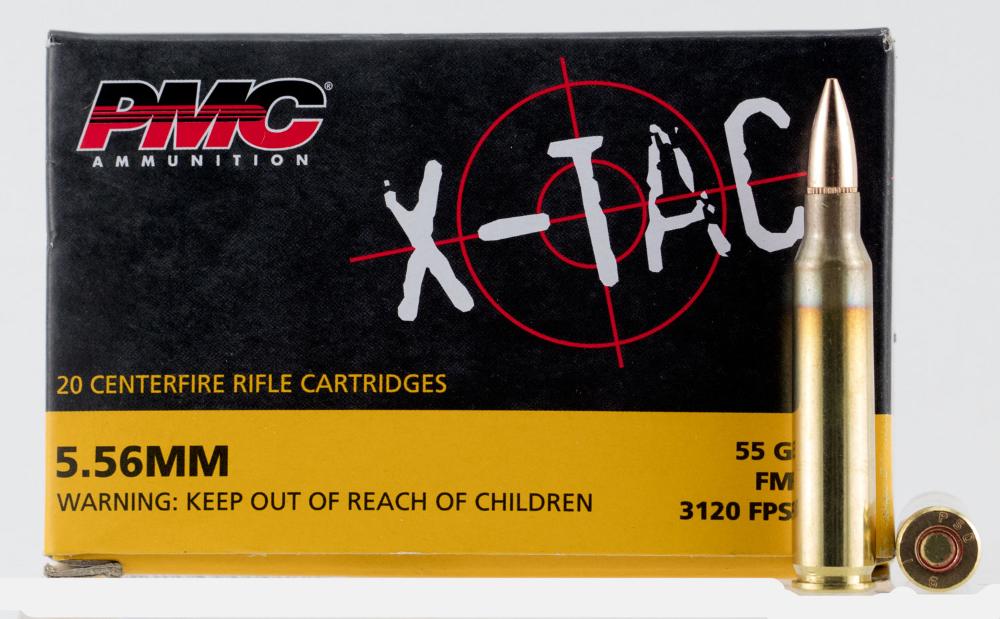 PMC®
AMMUNITION
X-TAC
20 CENTERFIRE RIFLE CARTRIDGES
5.56MM
WARNING: KEEP OUT OF REACH OF CHILDREN
55 G
FM
3120 FPS